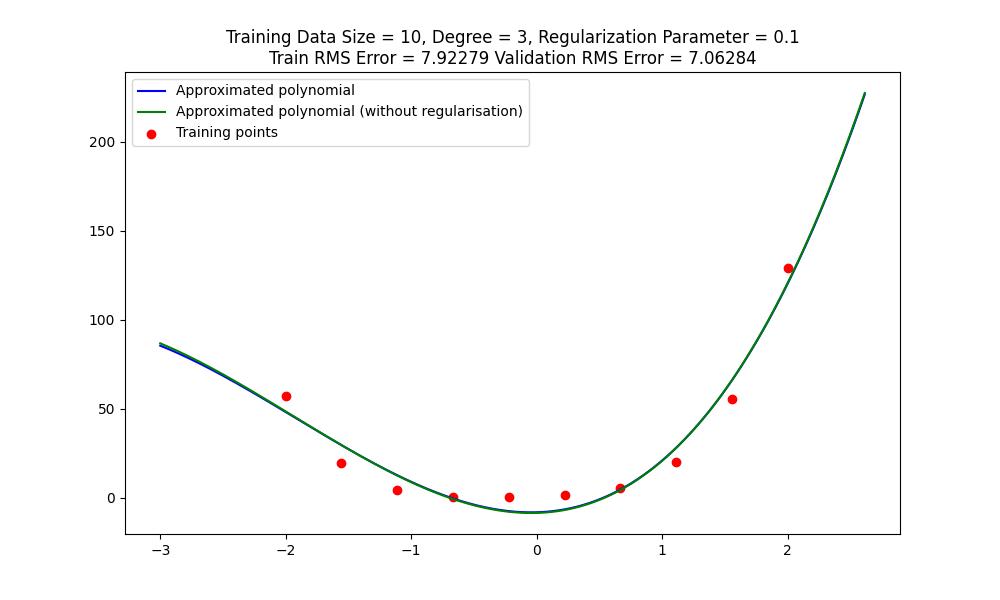 Training Data Size = 10, Degree = 3, Regularization Parameter = 0.1
Train RMS Error = 7.92279 Validation RMS Error = 7.06284
Approximated polynomial
Approximated polynomial (without regularisation)
Training points
200
150
100
50
0
−3 −2 −1 0 1 2